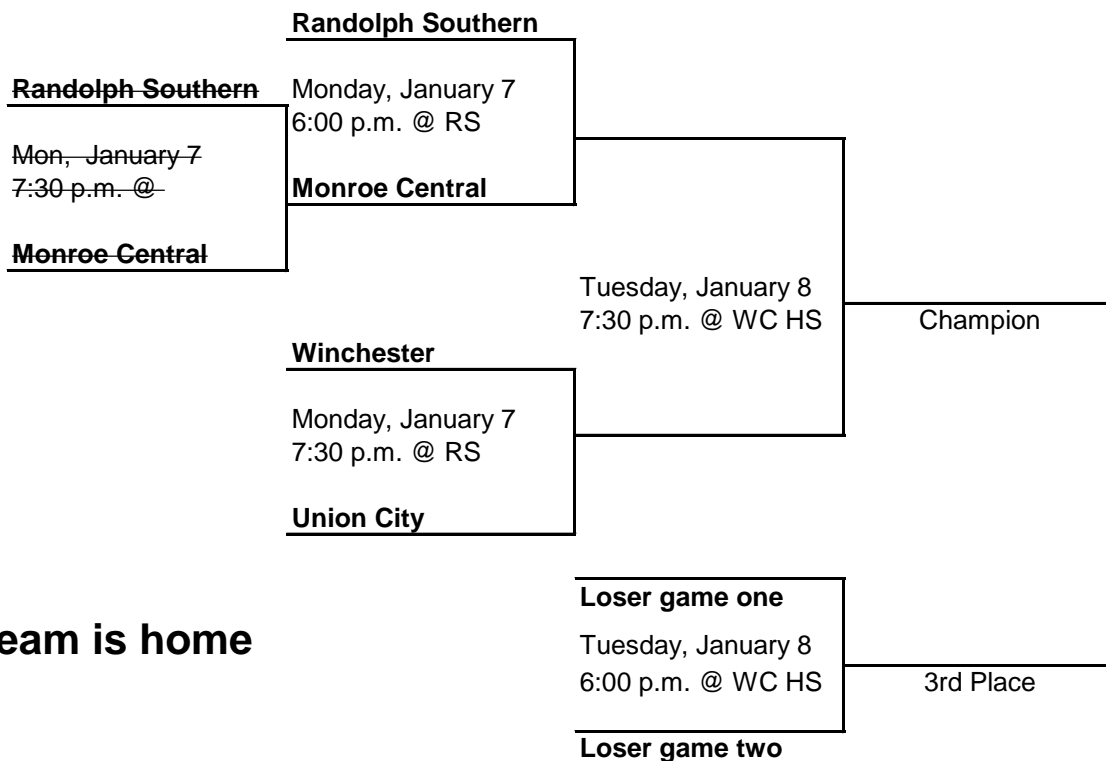 Randolph Southern
Randolph Southern
Monday, January 7
6:00 p.m. @ RS
Mon,  January 7
7:30 p.m. @
Monroe Central
Monroe Central
Tuesday, January 8
7:30 p.m. @ WC HS
Champion
Winchester
Monday, January 7
7:30 p.m. @ RS
Union City
Loser game one
eam is home
Tuesday, January 8
6:00 p.m. @ WC HS
3rd Place
Loser game two